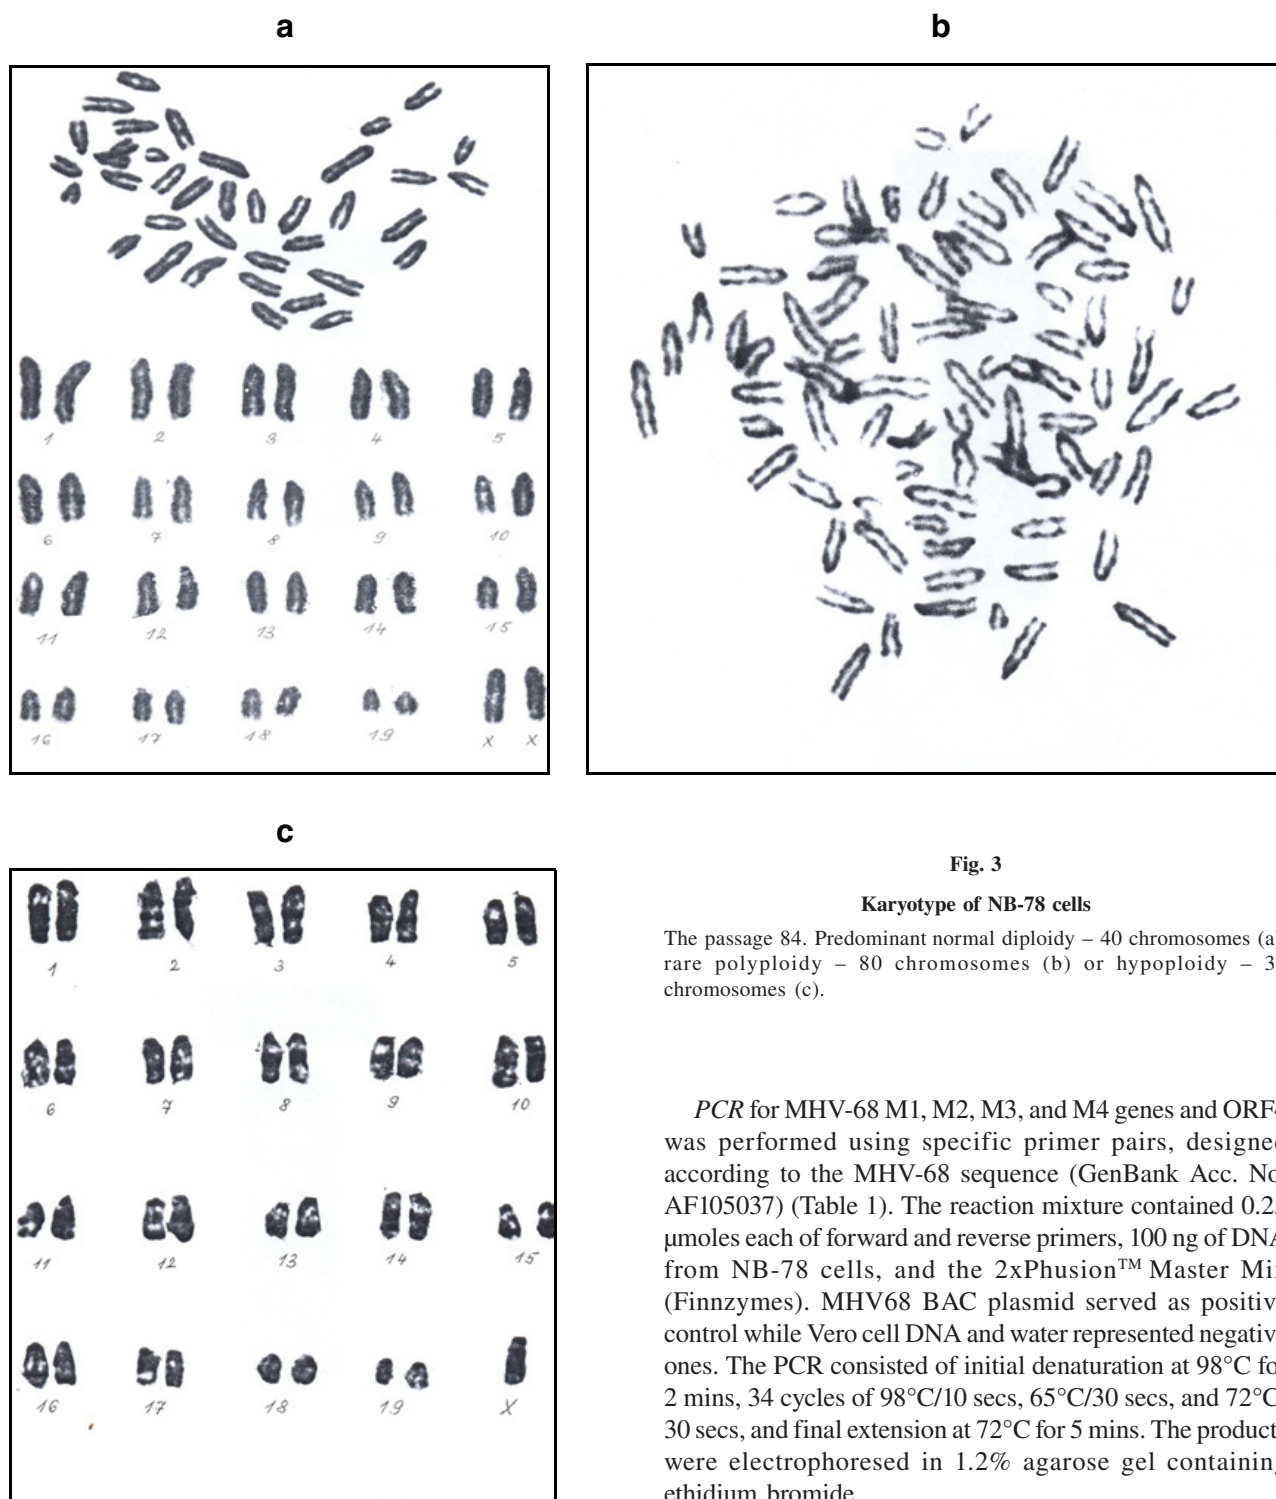 a
b
1 2 3 4 5
6 7 8 9 10
11 12 13 14 15
16 17 18 19 X X
c
1 2 3 4 5
6 7 8 9 10
11 12 13 14 15
16 17 18 19 X
Fig. 3
Karyotype of NB-78 cells
The passage 84. Predominant normal diploidy – 40 chromosomes (a)
rare polyploidy – 80 chromosomes (b) or hypoploidy – 3
chromosomes (c).
PCR for MHV-68 M1, M2, M3, and M4 genes and ORF
was performed using specific primer pairs, designed
according to the MHV-68 sequence (GenBank Acc. No
AF105037) (Table 1). The reaction mixture contained 0.2
µmoles each of forward and reverse primers, 100 ng of DNA
from NB-78 cells, and the 2xPhusion™ Master Mi
(Finnzymes). MHV68 BAC plasmid served as positiv
control while Vero cell DNA and water represented negativ
ones. The PCR consisted of initial denaturation at 98°C fo
2 mins, 34 cycles of 98°C/10 secs, 65°C/30 secs, and 72°C
30 secs, and final extension at 72°C for 5 mins. The product
were electrophoresed in 1.2% agarose gel containing
ethidium bromide